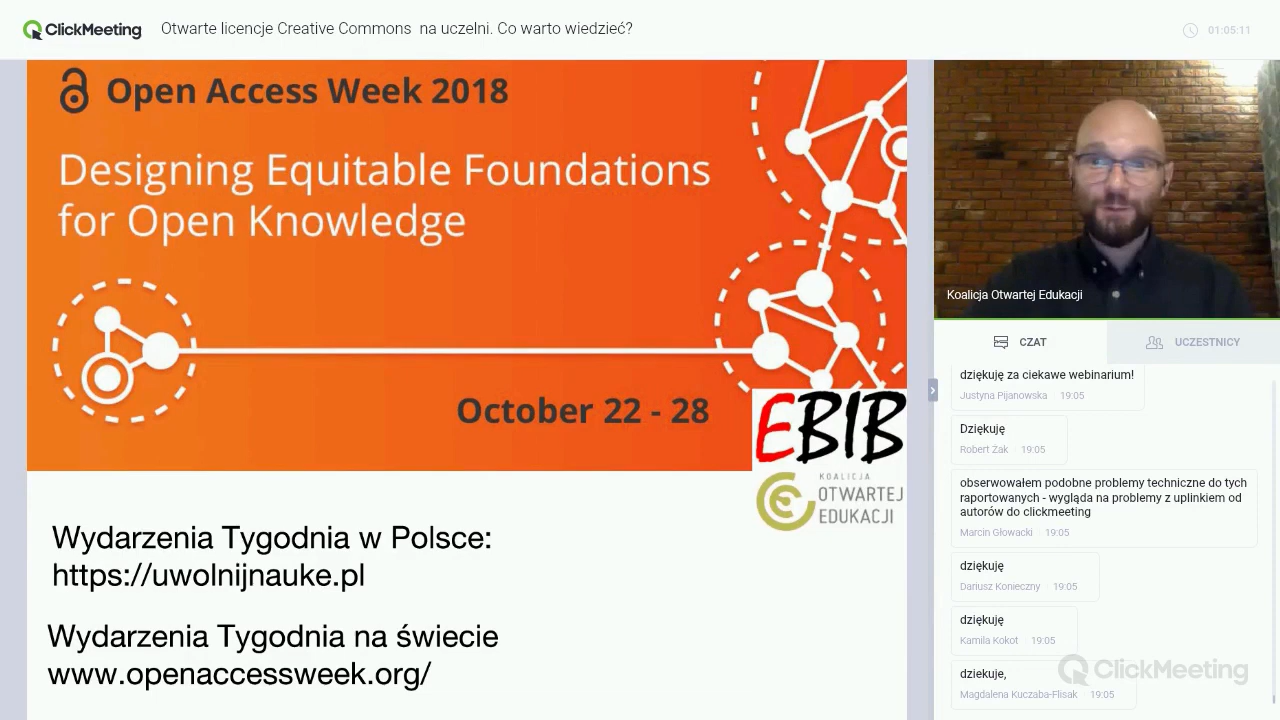 ClickMeeting
Otwarte licencje Creative Commons na uczelni. Co warto wiedzieć?
01:05:11
Open Access Week 2018
Designing Equitable Foundations
for Open Knowledge
October 22 - 28
EBIB
KOALICJA
OTWARTEJ
EDUKACJI
Wydarzenia Tygodnia w Polsce:
https://uwolnijnauke.pl
Wydarzenia Tygodnia na świecie
www.openaccessweek.org/
Koalicja Otwartej Edukacji
CZAT
UCZESTNICY
dziękuję za ciekawe webinarium!
Justyna Pijanowska 19:05
Dziękuję
Robert Żak 19:05
obserwowałem podobne problemy techniczne do tych
raportowanych - wygląda na problemy z uplinkiem od
autorów do clickmeeting
Marcin Głowacki 19:05
dziękuję
Dariusz Konieczny 19:05
dziękuję
Kamila Kokot 19:05
dziekuje,
Magdalena Kuczaba-Flisak 19:05
ClickMeeting